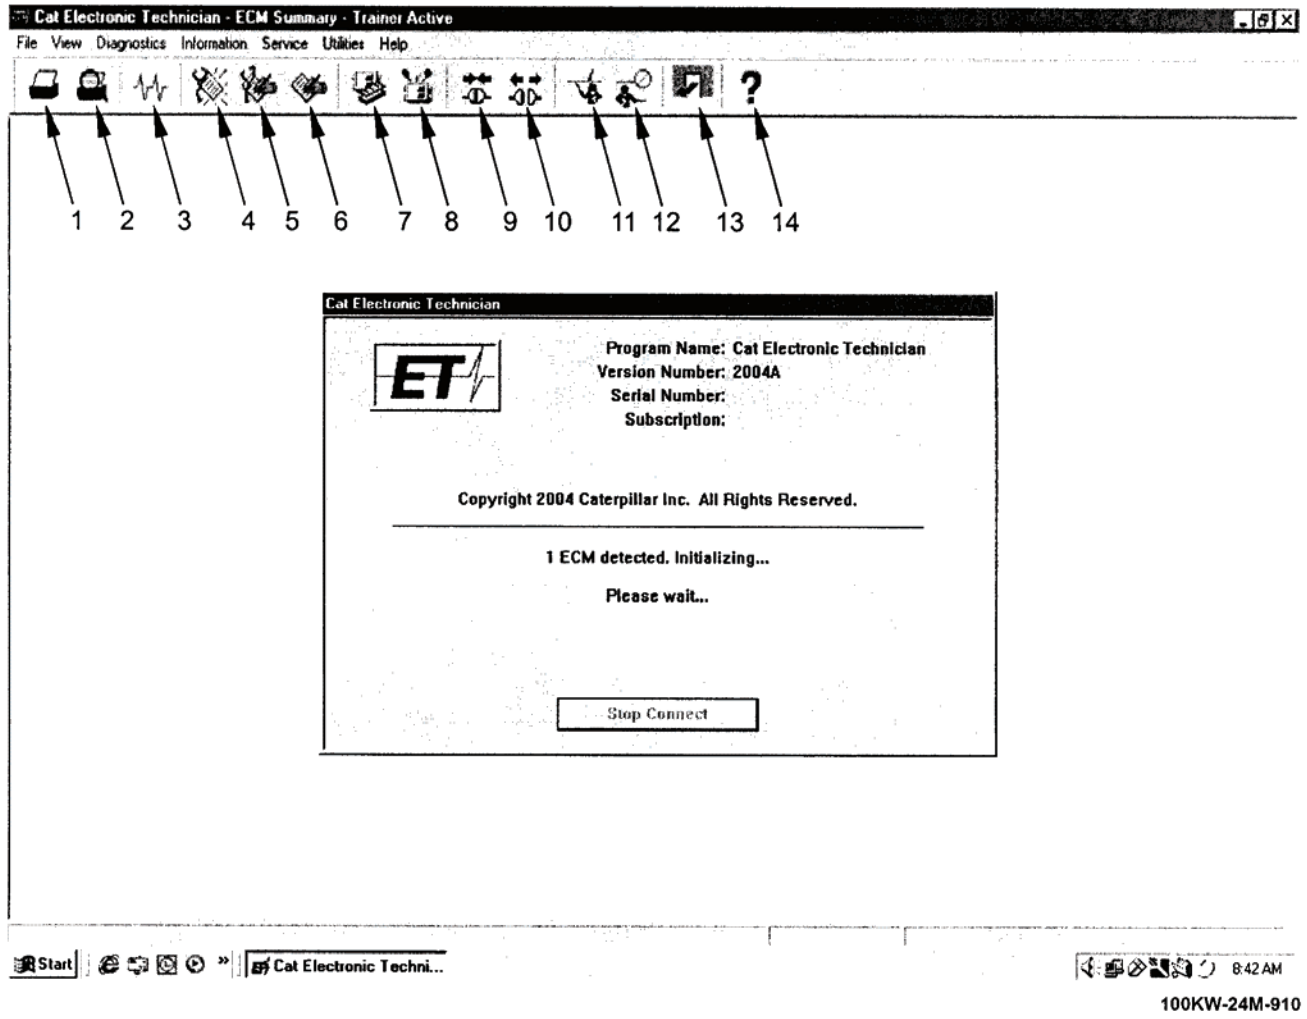 Cat Electronic Technician - ECM Summary - Trainer Active
File View Diagnostics Information Service Utilities Help
1 2 3 4 5 6 7 8 9 10 11 12 13 14
Cat Electronic Technician
ET
Program Name: Cat Electronic Technician
Version Number: 2004A
Serial Number:
Subscription:
Copyright 2004 Caterpillar Inc. All Rights Reserved.
1 ECM detected. Initializing...
Please wait...
Stop Connect
Start » Cat Electronic Techni... 8:42 AM
100KW-24M-910